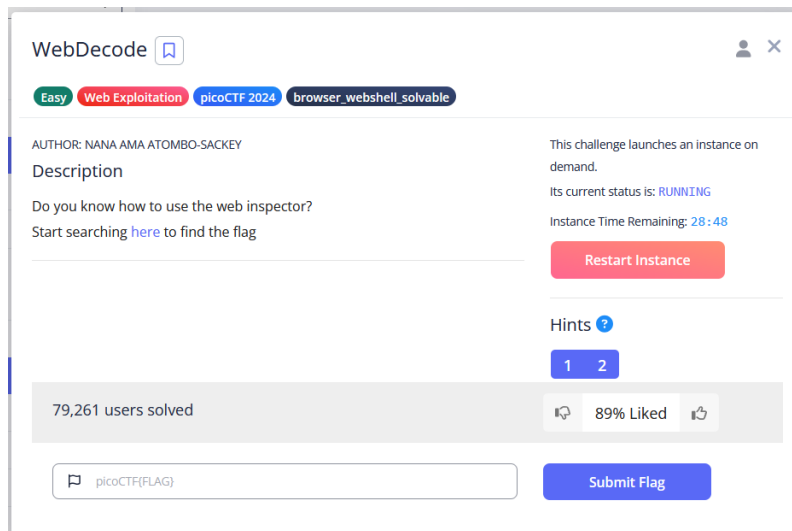 WebDecode
Easy Web Exploitation picoCTF 2024 browser_webshell_solvable
AUTHOR: NANA AMA ATOMBO-SACKEY
Description
Do you know how to use the web inspector?
Start searching here to find the flag
This challenge launches an instance on
demand.
Its current status is: RUNNING
Instance Time Remaining: 28:48
Restart Instance
Hints ?
1 2
79,261 users solved
89% Liked
picoCTF{FLAG}
Submit Flag